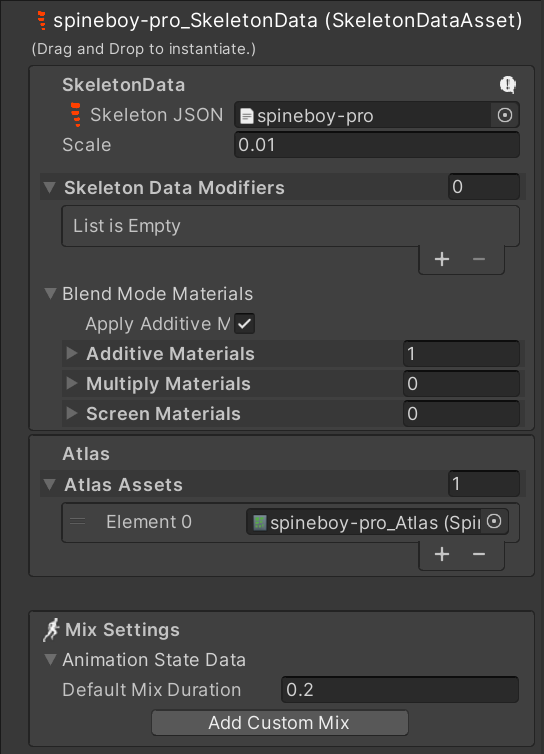 spineboy-pro_SkeletonData (SkeletonDataAsset)
(Drag and Drop to instantiate.)
SkeletonData
Skeleton JSON spineboy-pro
Scale 0.01
Skeleton Data Modifiers 0
List is Empty
+ −
Blend Mode Materials
Apply Additive M
Additive Materials 1
Multiply Materials 0
Screen Materials 0
Atlas
Atlas Assets 1
Element 0 spineboy-pro_Atlas (Spi
+ −
Mix Settings
Animation State Data
Default Mix Duration 0.2
Add Custom Mix